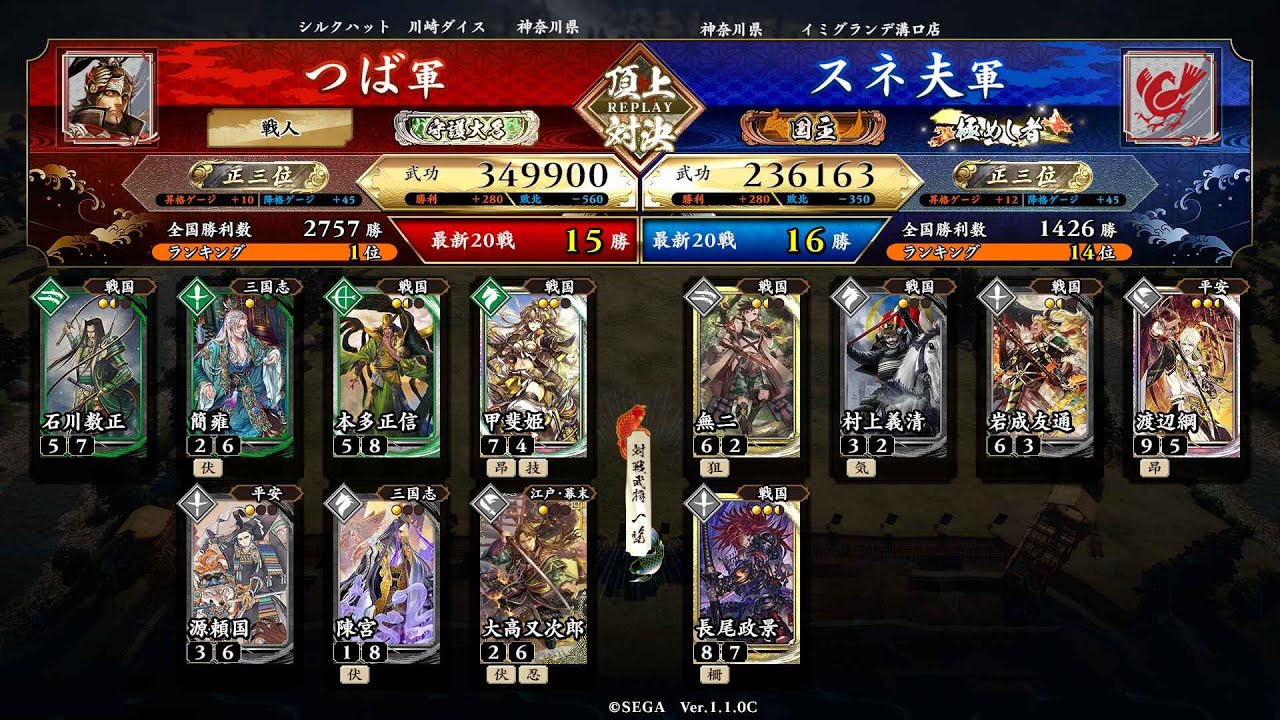 シルクハット 川崎ダイス 神奈川県
神奈川県 イミグランデ溝口店
つば軍
頂上
REPLAY
対決
スネ夫軍
戦人
守護大名
国主
極めし者
正三位
武功 349900
武功 236163
正三位
昇格ゲージ +10 降格ゲージ +45
勝利 +280 敗北 -560
勝利 +280 敗北 -350
昇格ゲージ +12 降格ゲージ +45
全国勝利数 2757勝
最新20戦 15勝
最新20戦 16勝
全国勝利数 1426勝
ランキング 1位
ランキング 14位
戦国 三国志 戦国 戦国 戦国 戦国 戦国 平安
石川数正 簡雍 本多正信 甲斐姫 無二 村上義清 岩成友通 渡辺綱
5 7 2 6 5 8 7 4 6 2 3 2 6 3 9 5
伏 昂 技 狙 気 昂
対戦武将一覧
平安 三国志 江戸・幕末 戦国
源頼国 陳宮 大高又次郎 長尾政景
3 6 1 8 2 6 8 7
伏 伏 忍 柵
©SEGA Ver.1.1.0C